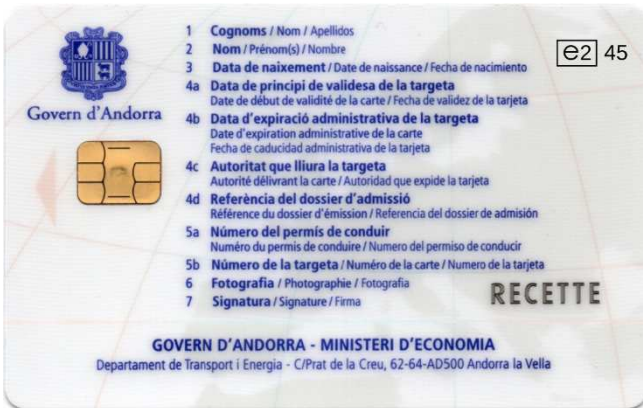 1 Cognoms / Nom / Apellidos
2 Nom / Prénom(s) / Nombre
3 Data de naixement / Date de naissance / Fecha de nacimiento
e2 45
4a Data de principi de validesa de la targeta
Date de début de validité de la carte / Fecha de validez de la tarjeta
Govern d'Andorra
4b Data d'expiració administrativa de la targeta
Date d'expiration administrative de la carte
Fecha de caducidad administrativa de la tarjeta
4c Autoritat que lliura la targeta
Autorité délivrant la carte / Autoridad que expide la tarjeta
4d Referència del dossier d'admissió
Référence du dossier d'émission / Referencia del dossier de admisión
5a Número del permís de conduir
Numéro du permis de conduire / Numero del permiso de conducir
5b Número de la targeta / Numéro de la carte / Numero de la tarjeta
6 Fotografia / Photographie / Fotografia
7 Signatura / Signature / Firma
RECETTE
GOVERN D'ANDORRA - MINISTERI D'ECONOMIA
Departament de Transport i Energia - C/Prat de la Creu, 62-64-AD500 Andorra la Vella